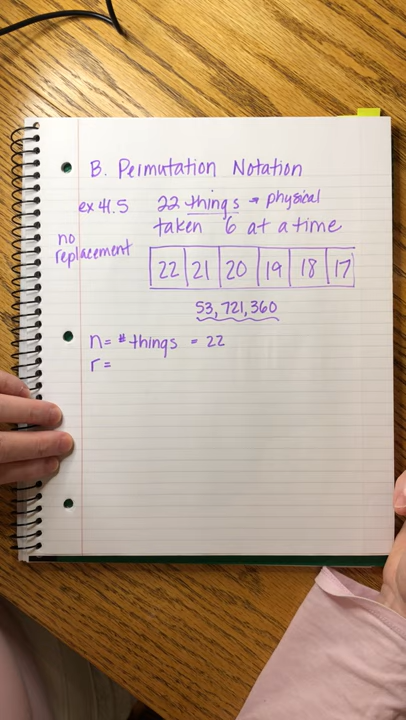 B. Permutation Notation
ex 41.5 22 things → physical
taken 6 at a time
no
replacement
22 21 20 19 18 17
53,721,360
n = # things = 22
r =